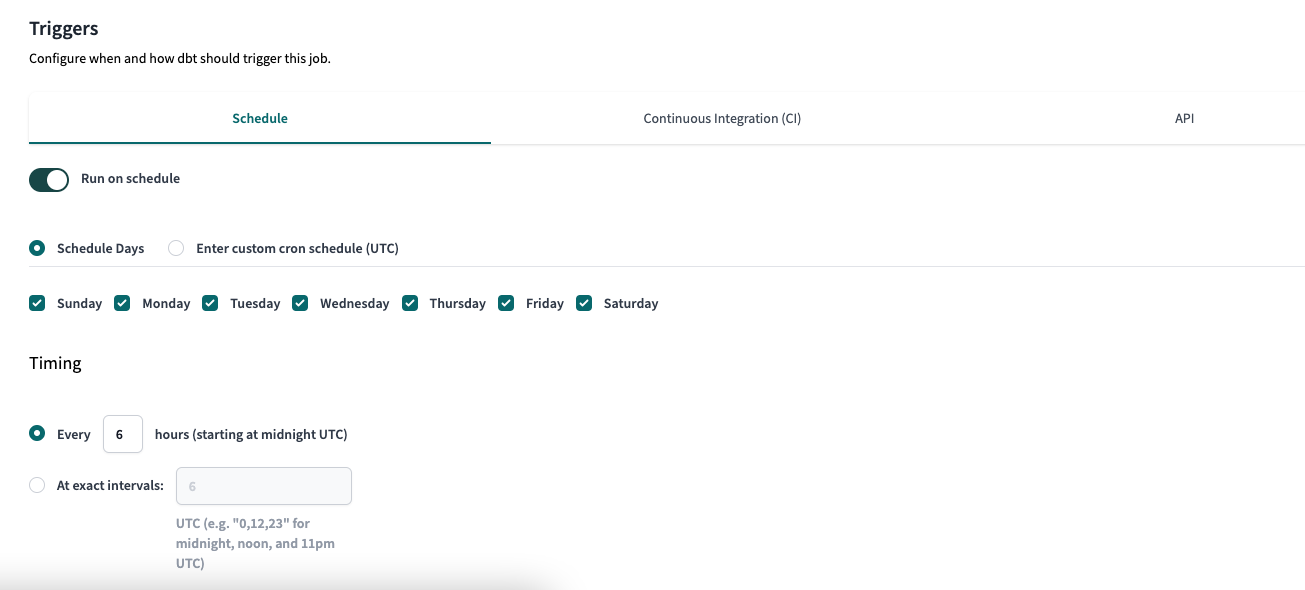 Triggers
Configure when and how dbt should trigger this job.
Schedule Continuous Integration (CI) API
Run on schedule
Schedule Days Enter custom cron schedule (UTC)
Sunday Monday Tuesday Wednesday Thursday Friday Saturday
Timing
Every 6 hours (starting at midnight UTC)
At exact intervals: 6
UTC (e.g. "0,12,23" for
midnight, noon, and 11pm
UTC)